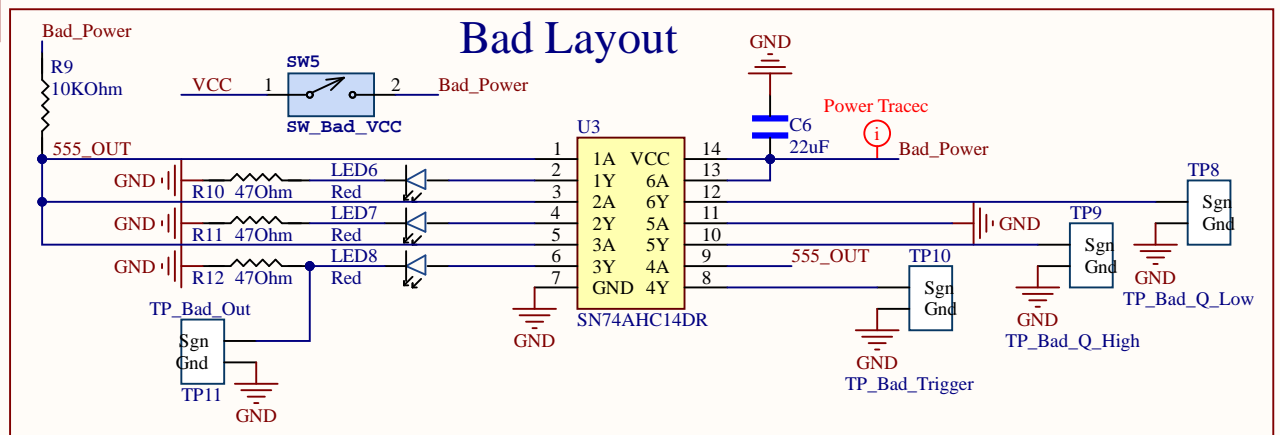 Bad Layout
Bad_Power
R9
10KOhm
SW5
VCC
1
2
Bad_Power
SW_Bad_VCC
GND
C6
22uF
Power Tracec
i
Bad_Power
555_OUT
U3
1 1A VCC 14
2 1Y 6A 13
3 2A 6Y 12
4 2Y 5A 11
5 3A 5Y 10
6 3Y 4A 9
7 GND 4Y 8
SN74AHC14DR
GND
GND
R10 47Ohm
LED6
Red
GND
R11 47Ohm
LED7
Red
GND
R12 47Ohm
LED8
Red
TP_Bad_Out
Sgn
Gnd
TP11
GND
GND
555_OUT
TP10
Sgn
Gnd
GND
TP_Bad_Trigger
TP9
Sgn
Gnd
GND
TP_Bad_Q_High
TP8
Sgn
Gnd
GND
TP_Bad_Q_Low